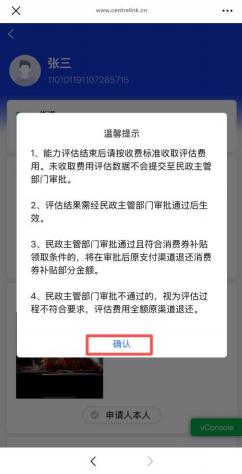 www.centrelink.cn
张三
110101191107285715
温馨提示
1、能力评估结束后请按收费标准收取评估费
用。未收取费用评估数据不会提交至民政主管
部门审批。
2、评估结果需经民政主管部门审批通过后生
效。
3、民政主管部门审批通过且符合消费券补贴
领取条件的，将在审批后原支付渠道退还消费
券补贴部分金额。
4、民政主管部门审批不通过的，视为评估过
程不符合要求，评估费用全额原渠道退还。
确认
申请人本人
vConsole